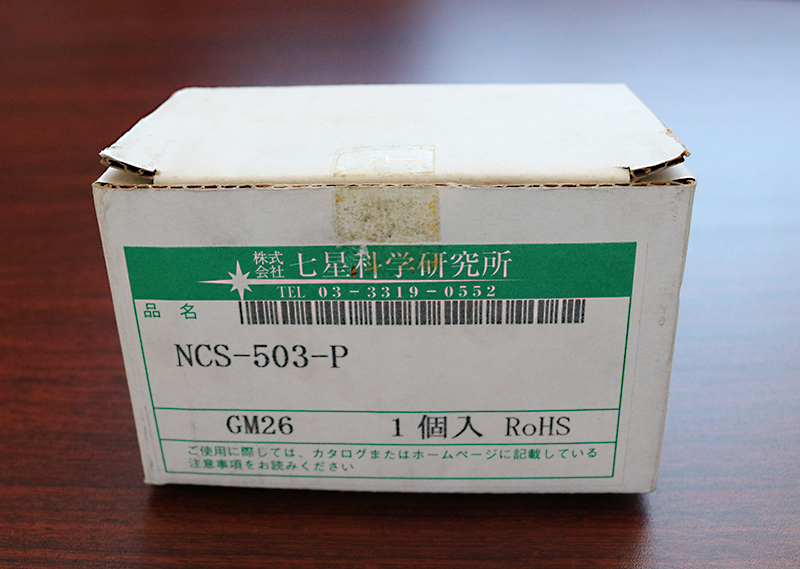 株式会社 七星科学研究所
TEL 03-3319-0552
品名
NCS-503-P
GM26 1個入 RoHS
ご使用に際しては、カタログまたはホームページに記載している
注意事項をお読みください